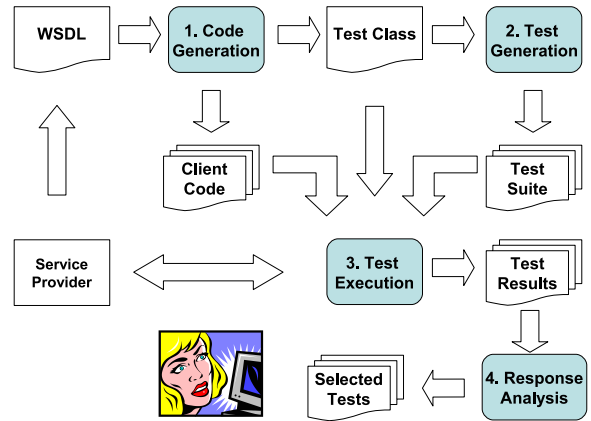 WSDL
1. Code
Generation
Test Class
2. Test
Generation
Client
Code
Test
Suite
Service
Provider
3. Test
Execution
Test
Results
Selected
Tests
4. Response
Analysis